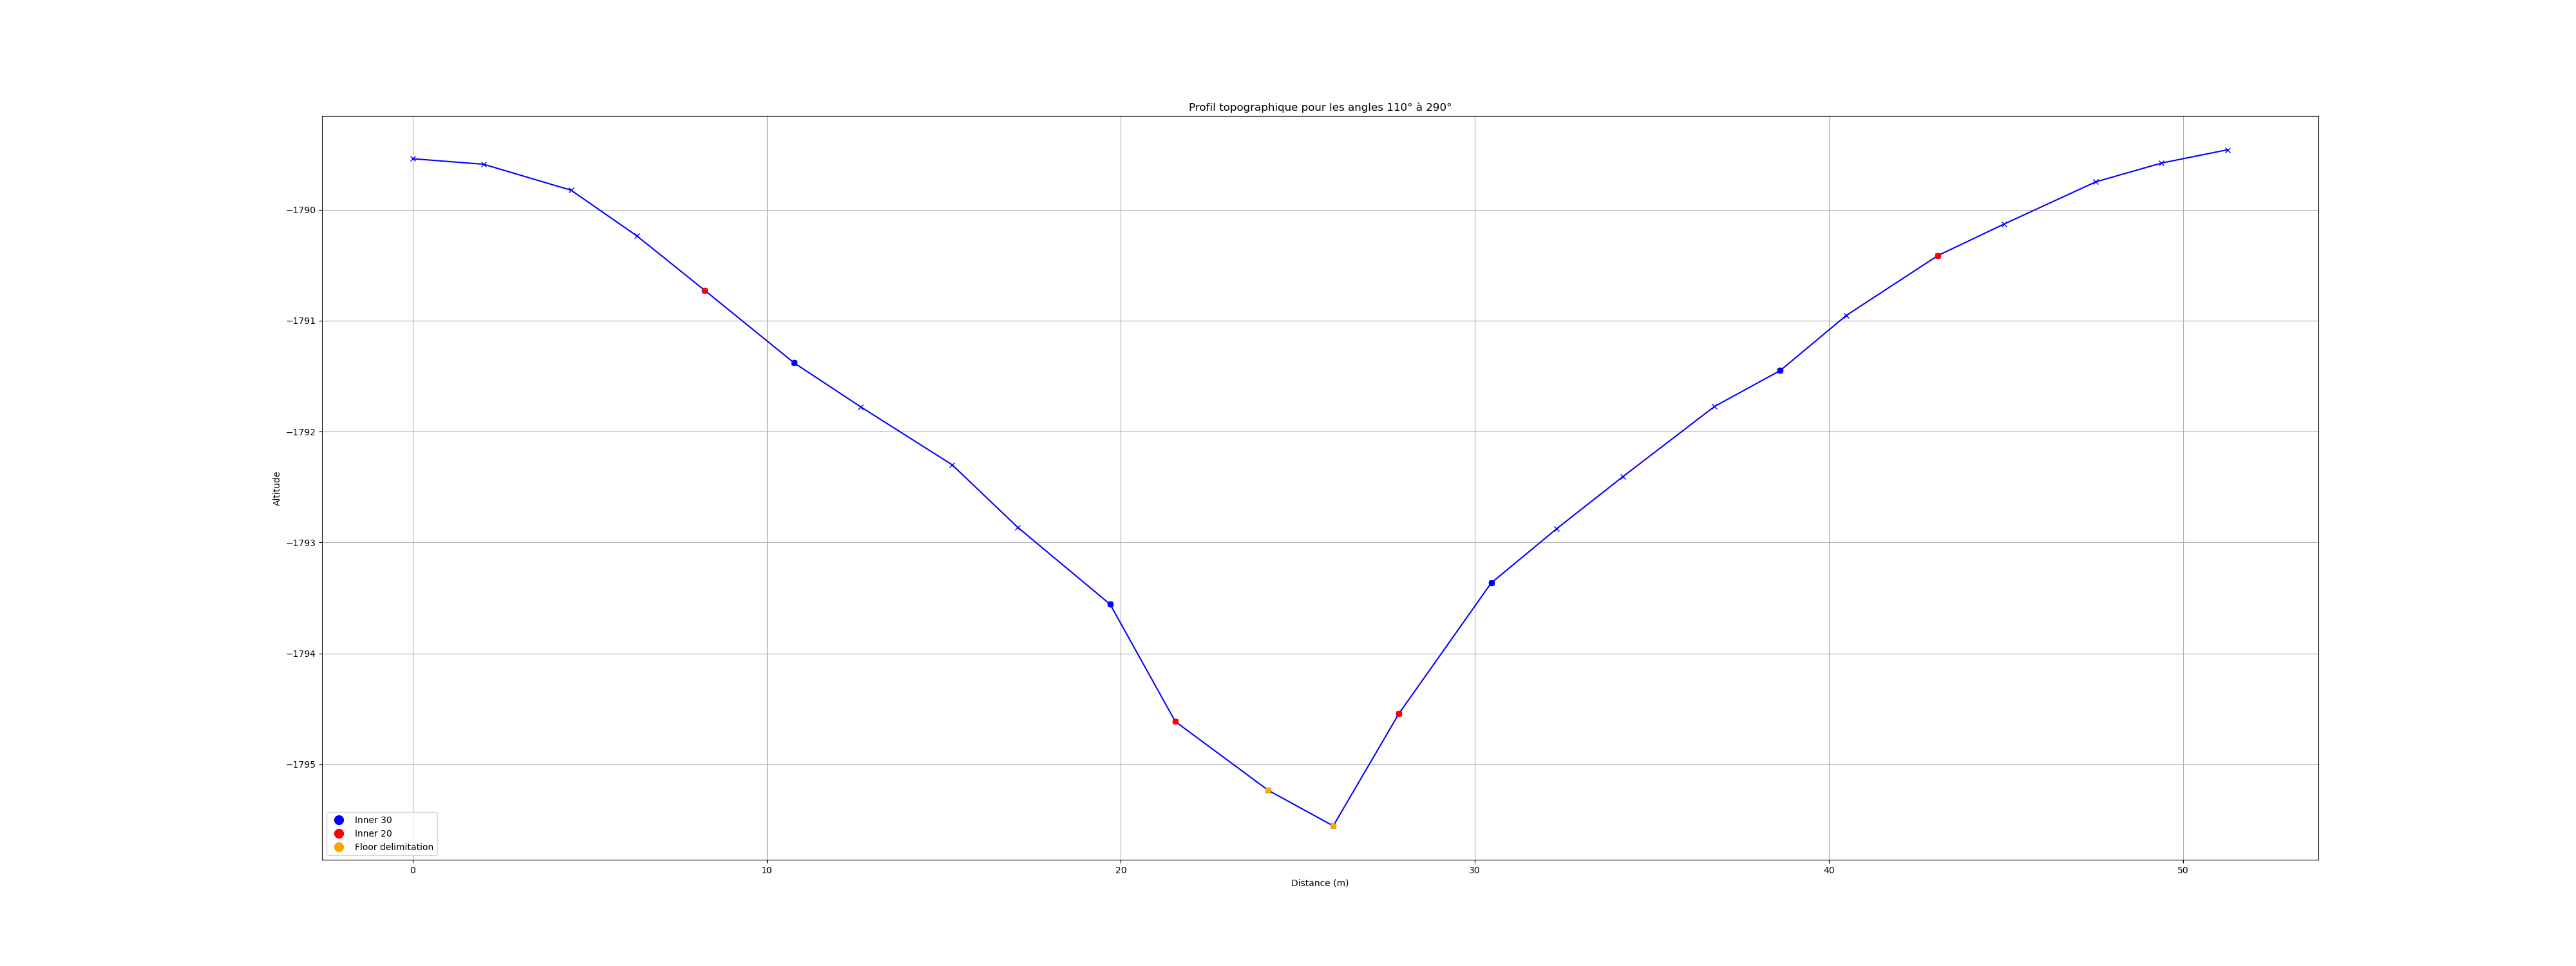 Profil topographique pour les angles 110° à 290°
Altitude
−1790
−1791
−1792
−1793
−1794
−1795
Inner 30
Inner 20
Floor delimitation
0
10
20
30
40
50
Distance (m)